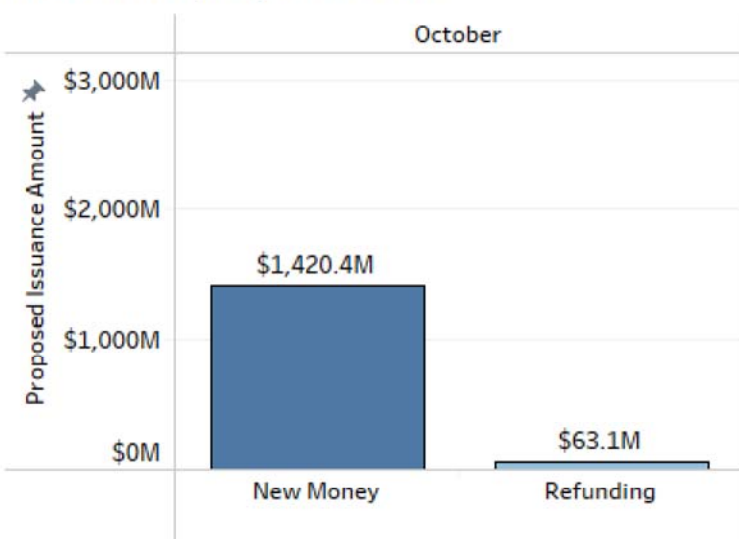 October
Proposed Issuance Amount
$3,000M
$2,000M
$1,000M
$0M
$1,420.4M
$63.1M
New Money
Refunding